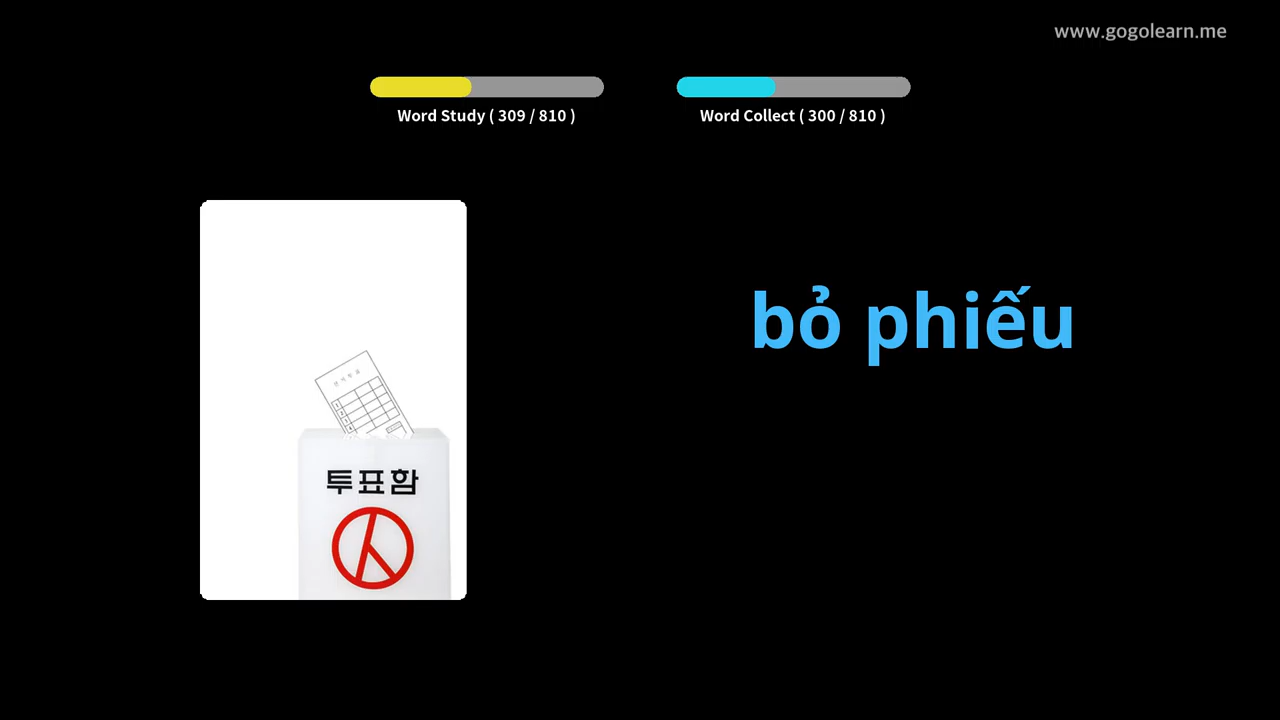 www.gogolearn.me
Word Study ( 309 / 810 )
Word Collect ( 300 / 810 )
bỏ phiếu
투표함